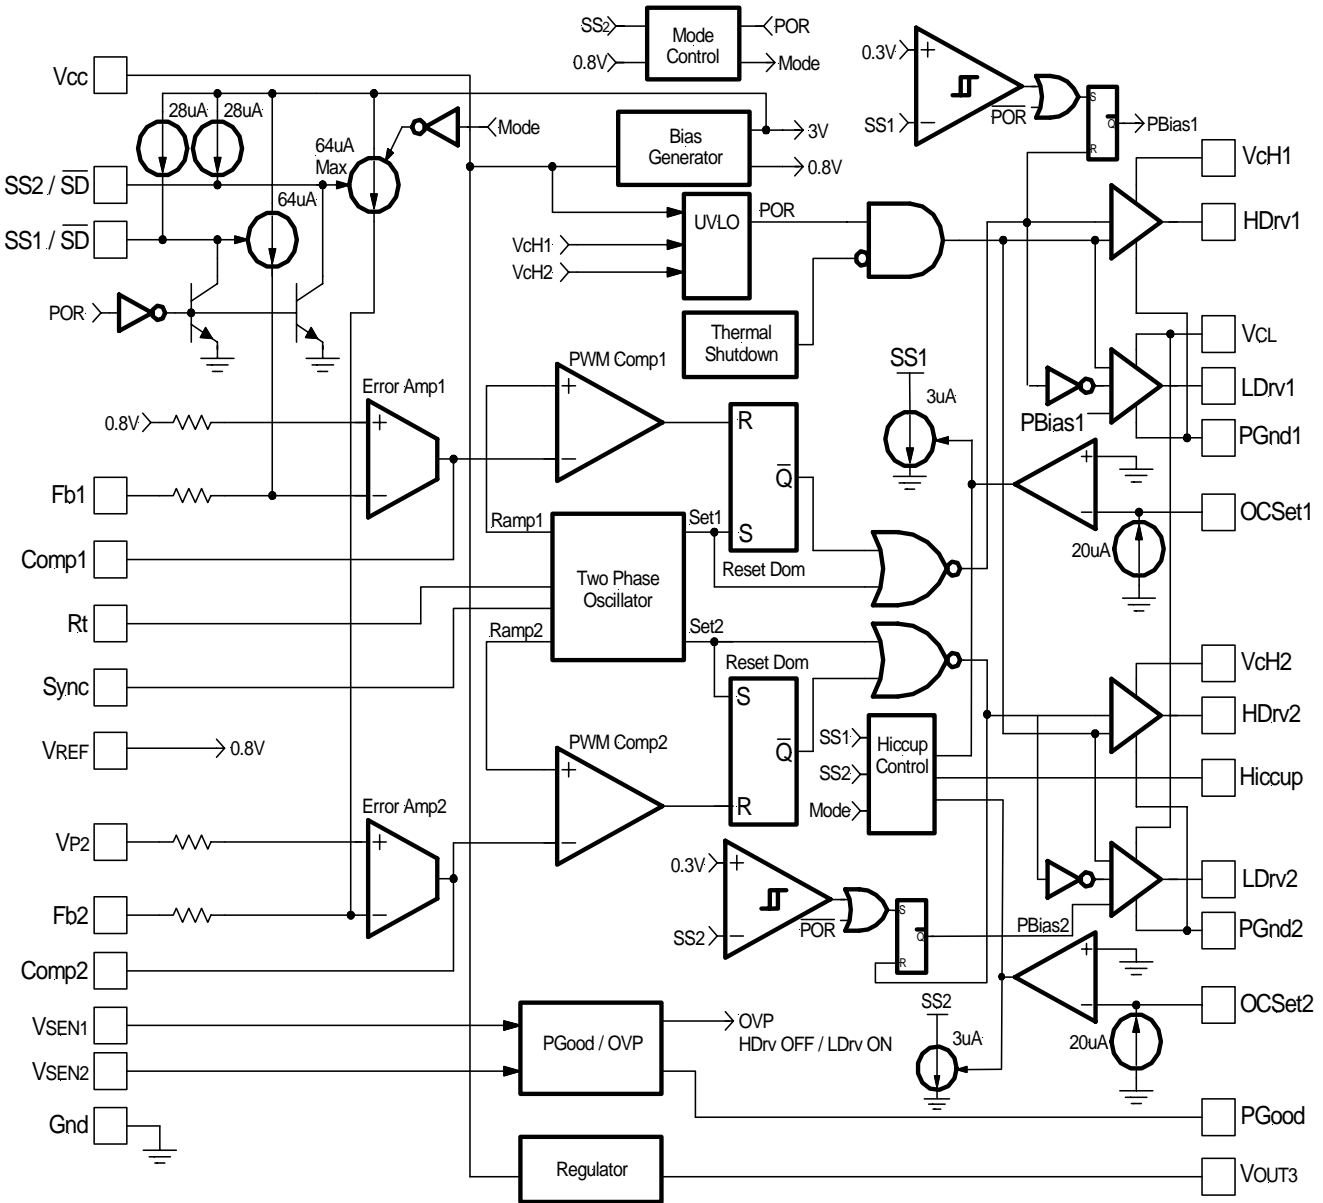 SS2
0.8V
Mode
Control
POR
Mode
0.3V
SS1
POR
S
Q
R
PBias1
Vcc
28uA
28uA
64uA
Max
Mode
Bias
Generator
3V
0.8V
SS2 / SD
SS1 / SD
64uA
POR
UVLO
POR
VcH1
VcH2
Thermal
Shutdown
VcH1
HDrv1
VCL
LDrv1
PGnd1
PBias1
SS1
3uA
OCSet1
20uA
Error Amp1
0.8V
+
−
Fb1
Comp1
PWM Comp1
+
−
R
Q
S
Reset Dom
Ramp1
Set1
Two Phase
Oscillator
Rt
Sync
Ramp2
Set2
Reset Dom
S
Q
R
PWM Comp2
+
−
VREF
0.8V
SS1
SS2
Mode
Hiccup
Control
VcH2
HDrv2
Hiccup
Error Amp2
VP2
+
−
Fb2
Comp2
0.3V
+
SS2
−
POR
S
Q
R
PBias2
LDrv2
PGnd2
+
−
OCSet2
20uA
SS2
3uA
VSEN1
VSEN2
PGood / OVP
OVP
HDrv OFF / LDrv ON
PGood
Gnd
Regulator
VOUT3